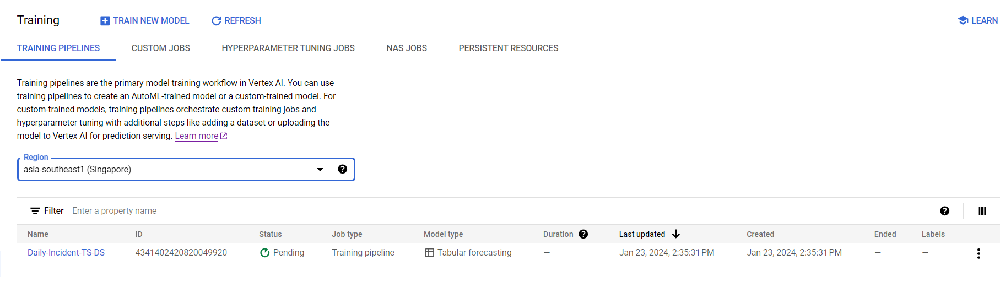 Training
TRAIN NEW MODEL
REFRESH
LEARN
TRAINING PIPELINES
CUSTOM JOBS
HYPERPARAMETER TUNING JOBS
NAS JOBS
PERSISTENT RESOURCES
Training pipelines are the primary model training workflow in Vertex AI. You can use
training pipelines to create an AutoML-trained model or a custom-trained model. For
custom-trained models, training pipelines orchestrate custom training jobs and
hyperparameter tuning with additional steps like adding a dataset or uploading the
model to Vertex AI for prediction serving. Learn more
Region
asia-southeast1 (Singapore)
Filter Enter a property name
Name ID Status Job type Model type Duration Last updated Created Ended Labels
Daily-Incident-TS-DS 4341402420820049920 Pending Training pipeline Tabular forecasting — Jan 23, 2024, 2:35:31 PM Jan 23, 2024, 2:35:31 PM — —